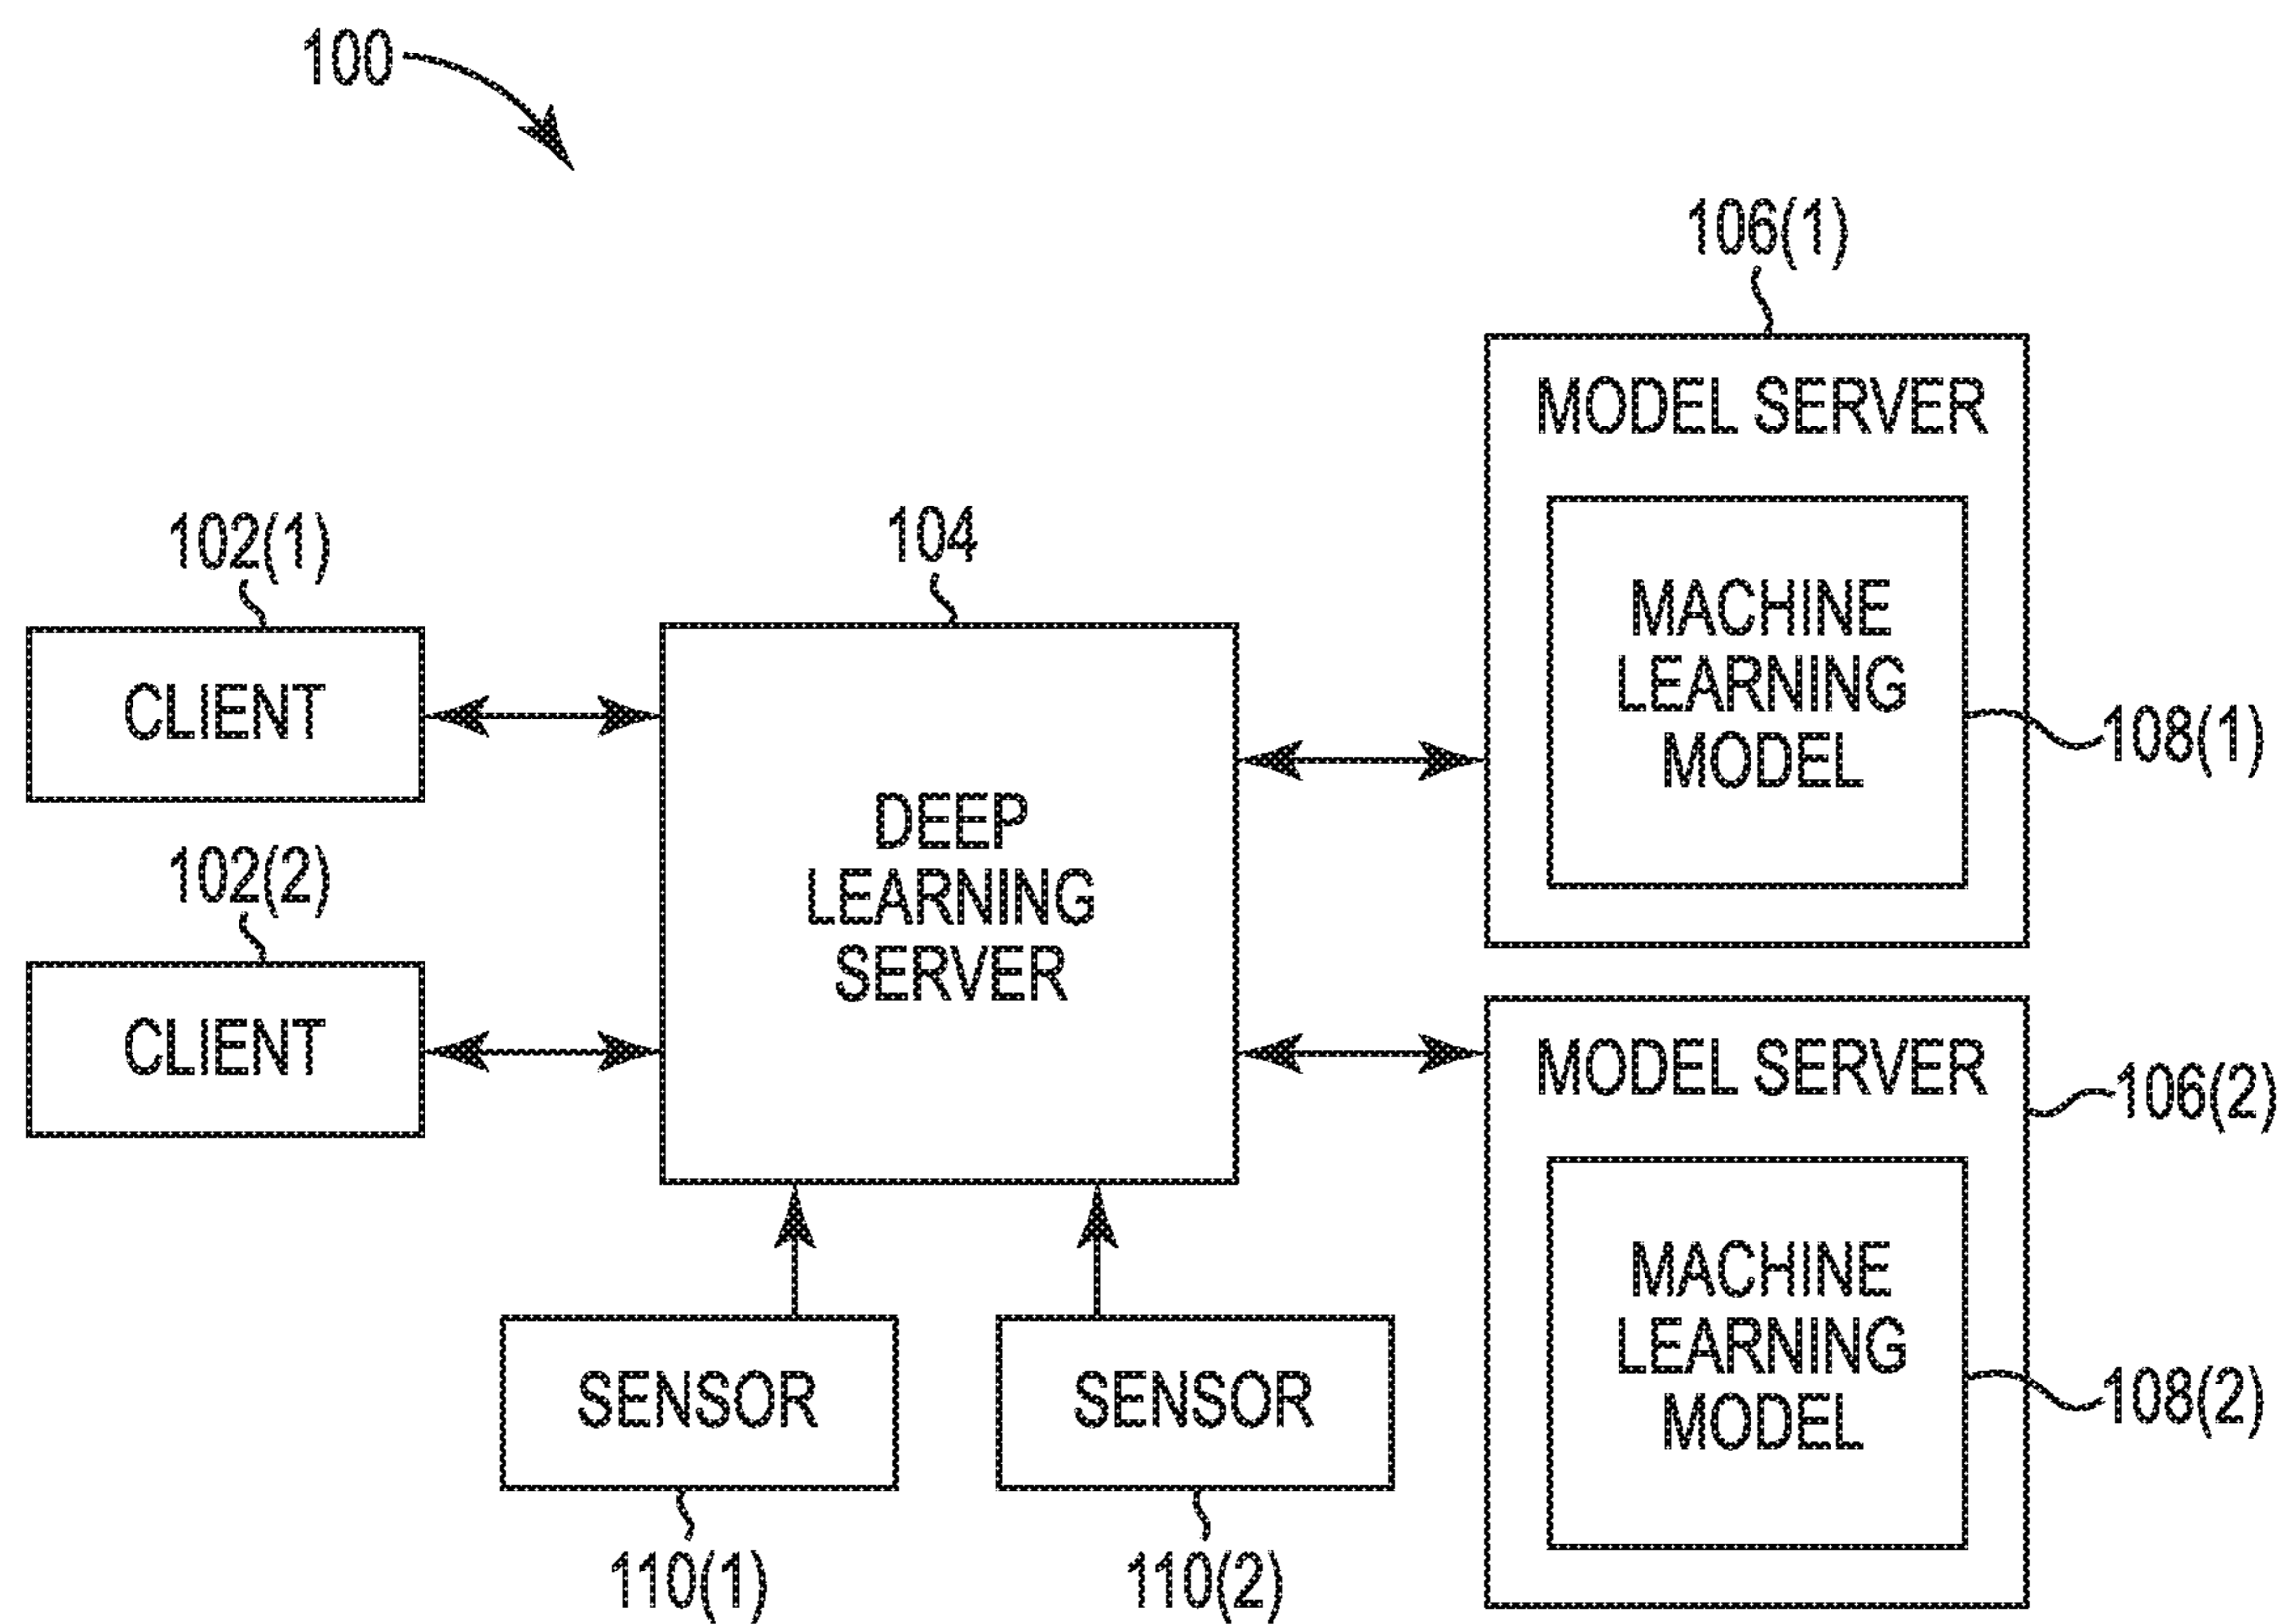 100
106(1)
MODEL SERVER
MACHINE
LEARNING
MODEL
108(1)
102(1)
CLIENT
104
DEEP
LEARNING
SERVER
102(2)
CLIENT
MODEL SERVER
106(2)
MACHINE
LEARNING
MODEL
108(2)
SENSOR
110(1)
SENSOR
110(2)